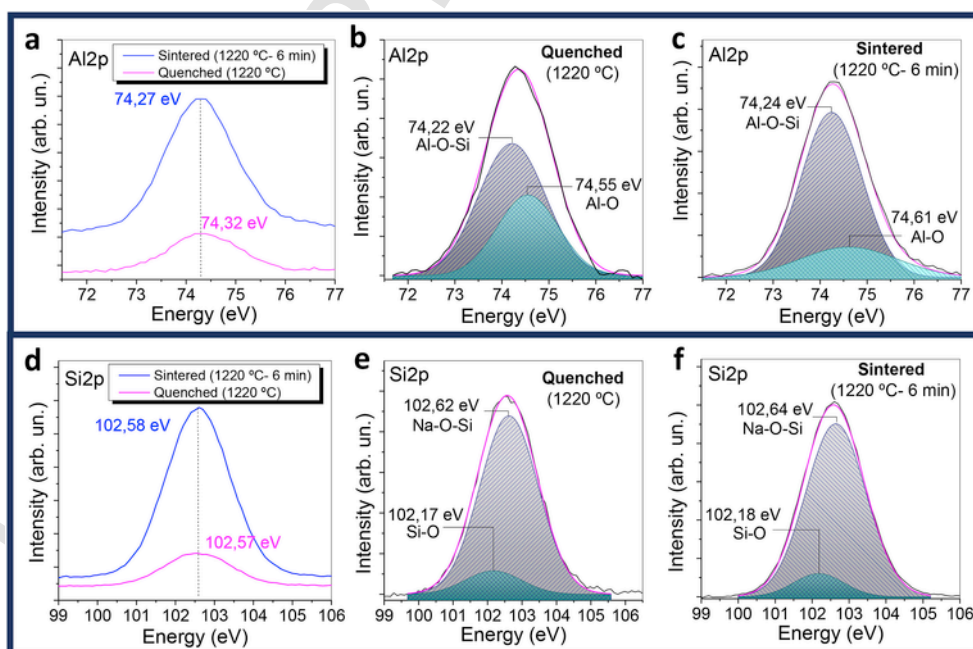 a
Al2p
Sintered (1220 ºC- 6 min)
Quenched (1220 ºC)
74,27 eV
74,32 eV
Intensity (arb. un.)
72 73 74 75 76 77
Energy (eV)
b
Al2p
Quenched
(1220 ºC)
74,22 eV
Al-O-Si
74,55 eV
Al-O
Intensity (arb. un.)
72 73 74 75 76 77
Energy (eV)
c
Al2p
Sintered
(1220 ºC- 6 min)
74,24 eV
Al-O-Si
74,61 eV
Al-O
Intensity (arb. un.)
72 73 74 75 76 77
Energy (eV)
d
Si2p
Sintered (1220 ºC- 6 min)
Quenched (1220 ºC)
102,58 eV
102,57 eV
Intensity (arb. un.)
99 100 101 102 103 104 105 106
Energy (eV)
e
Si2p
Quenched
(1220 ºC)
102,62 eV
Na-O-Si
102,17 eV
Si-O
Intensity (arb. un.)
99 100 101 102 103 104 105 106
Energy (eV)
f
Si2p
Sintered
(1220 ºC- 6 min)
102,64 eV
Na-O-Si
102,18 eV
Si-O
Intensity (arb. un.)
99 100 101 102 103 104 105 106
Energy (eV)